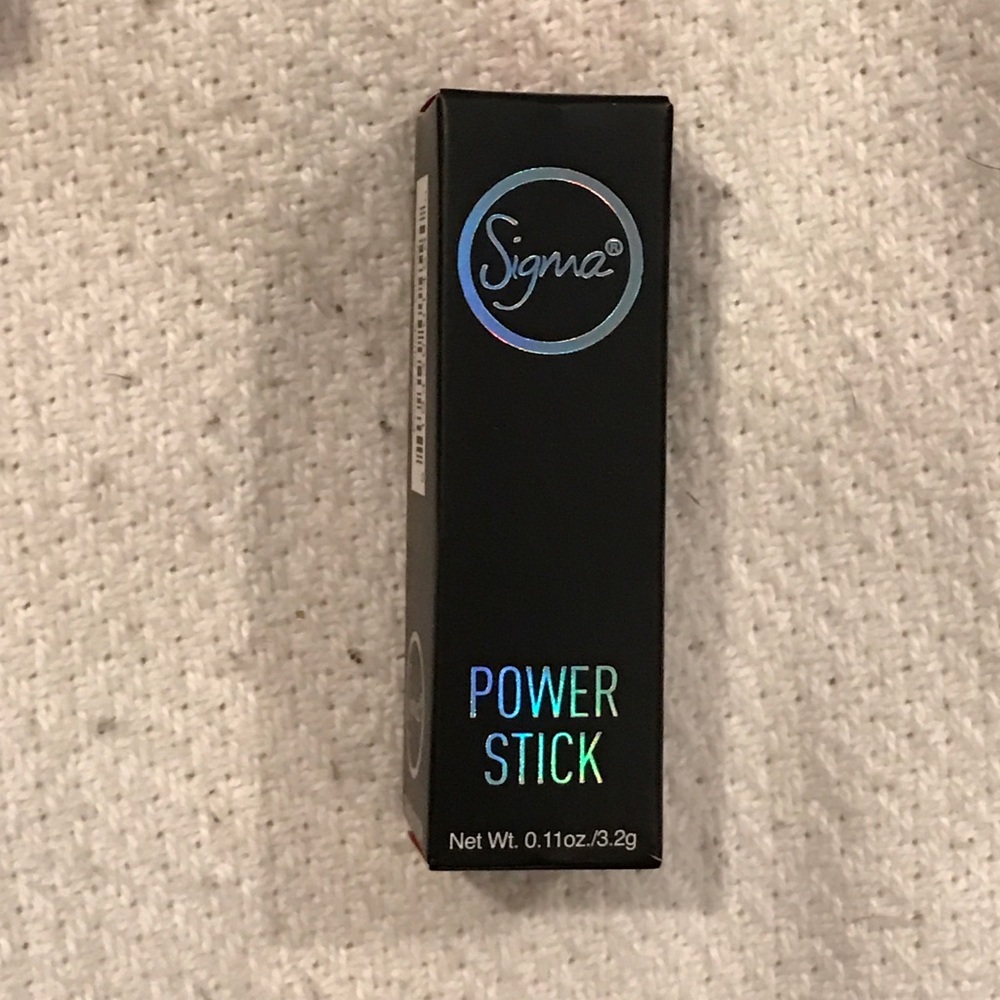 Sigma®
POWER
STICK
Net Wt. 0.11oz./3.2g